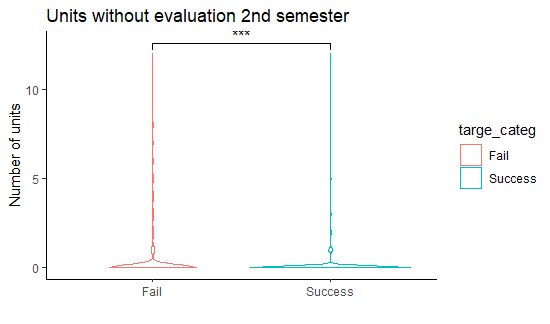 Units without evaluation 2nd semester
***
Number of units
10
5
0
Fail
Success
targe_categ
Fail
Success